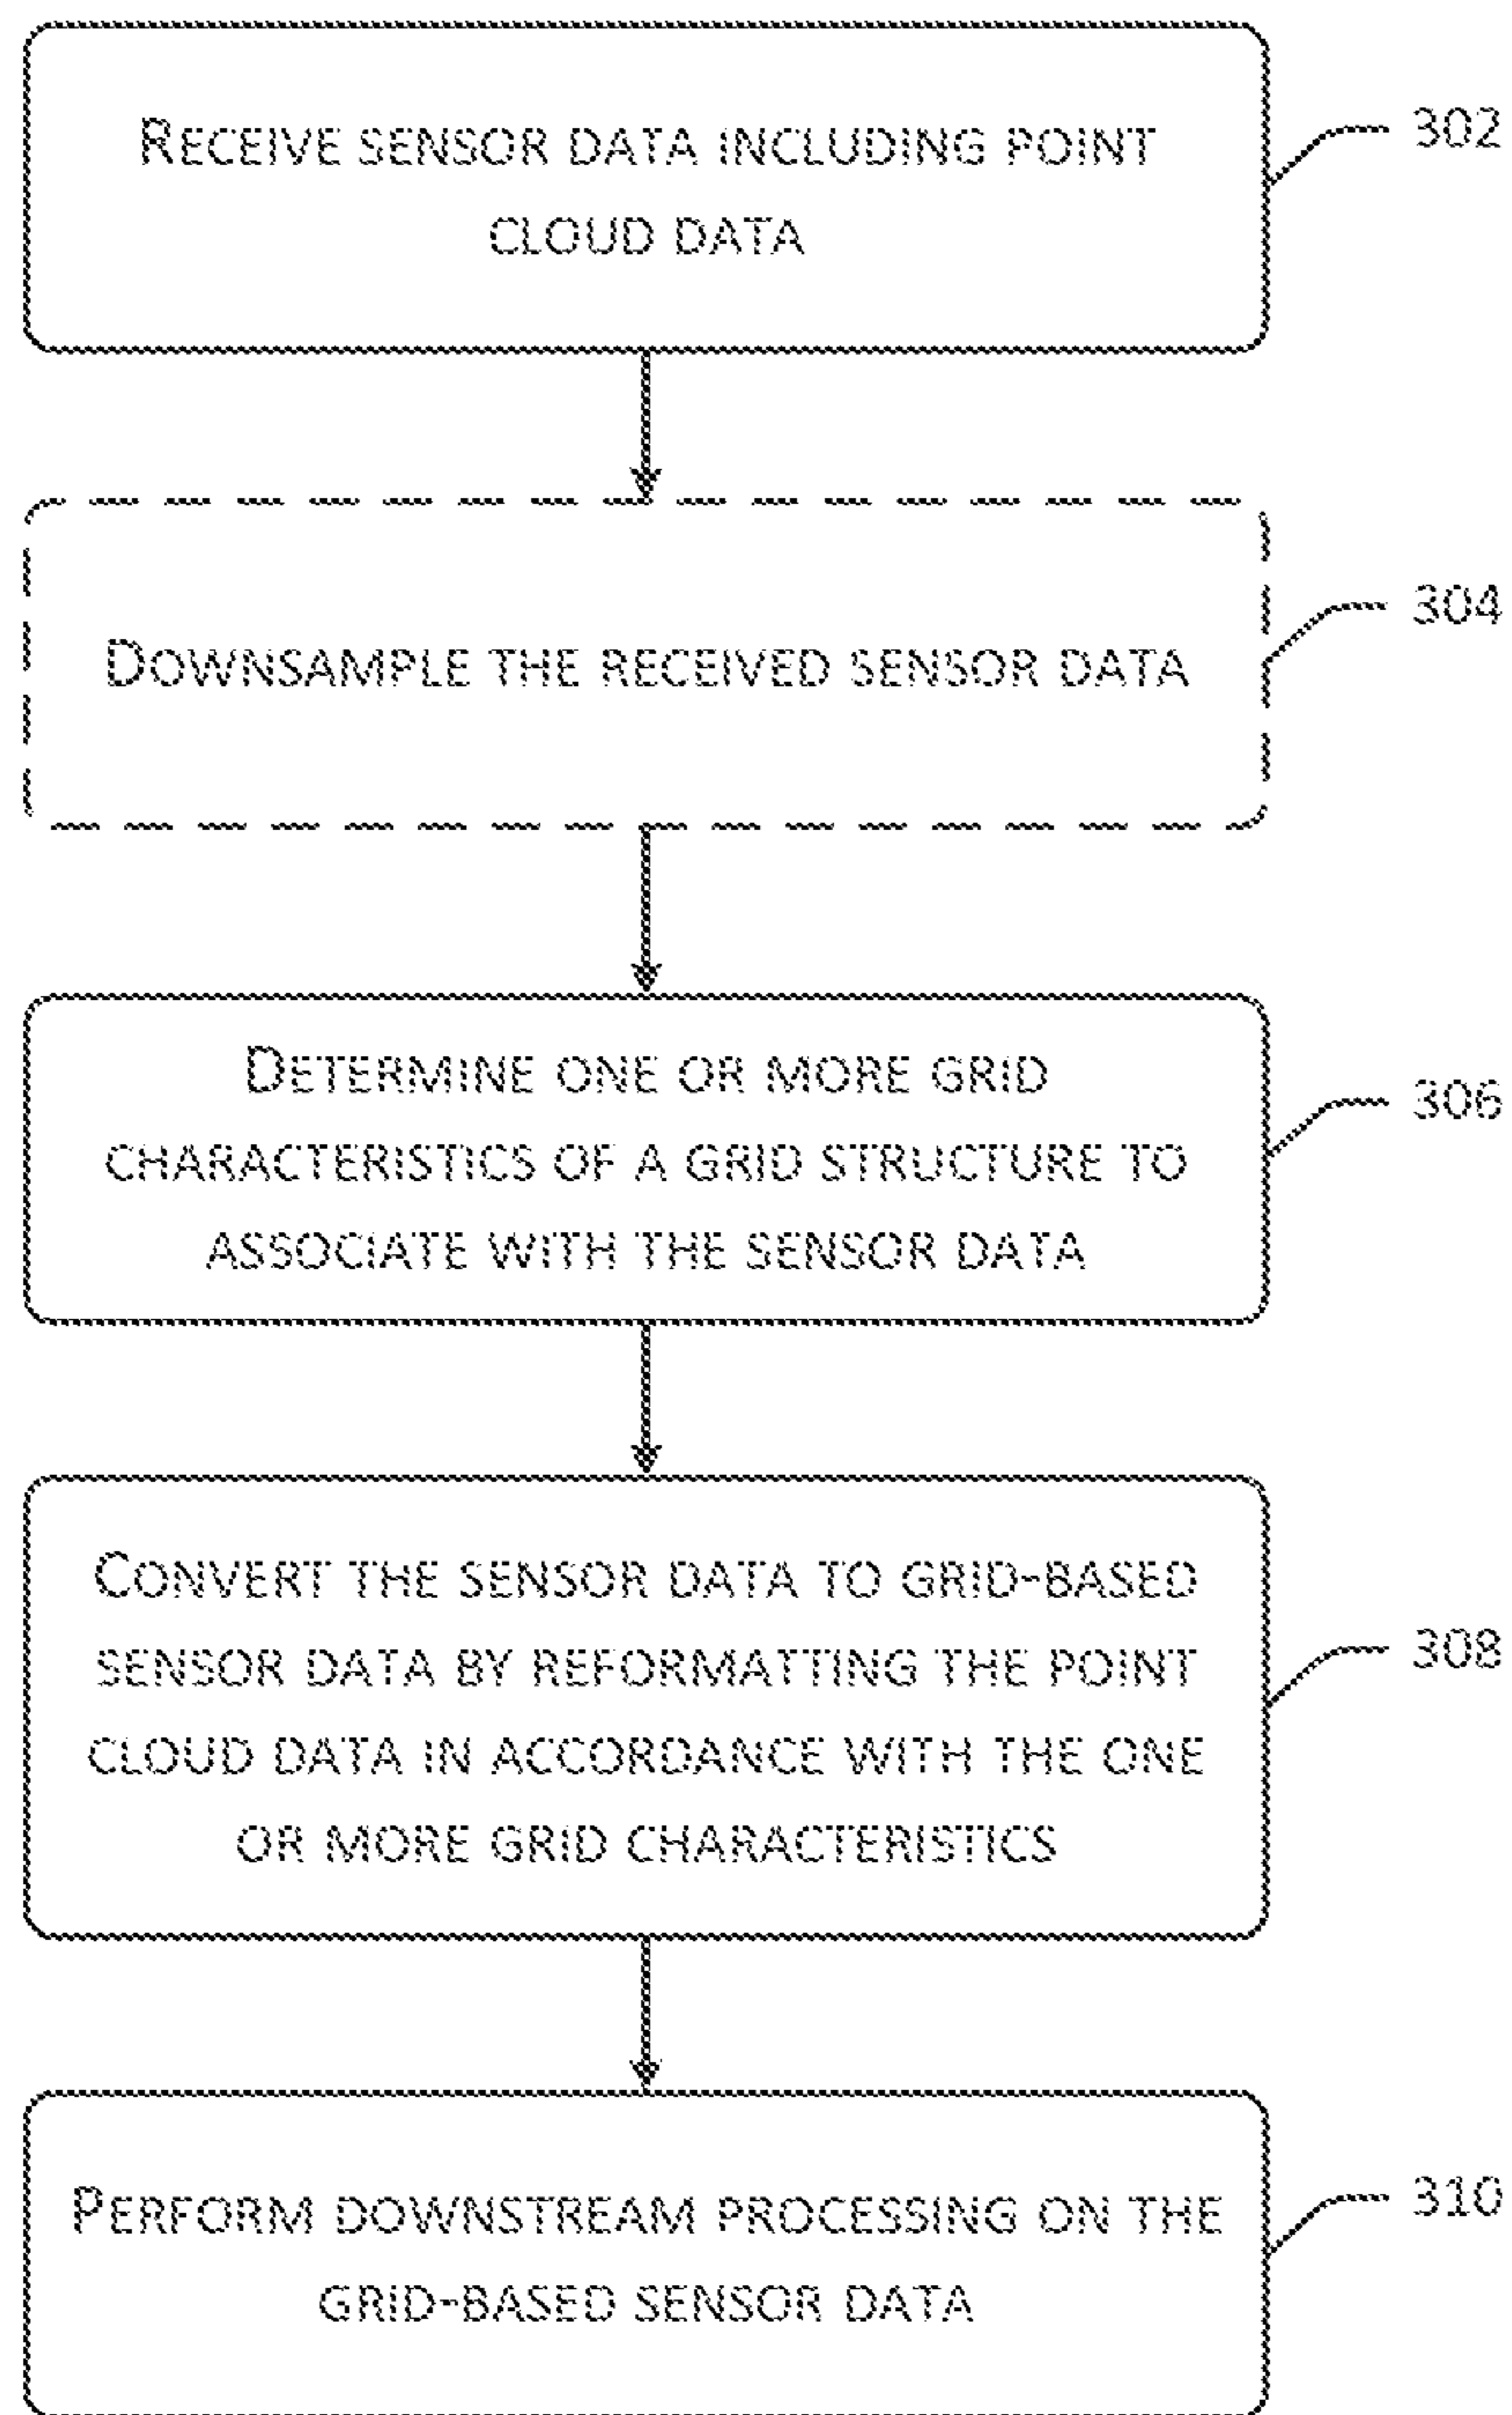 RECEIVE SENSOR DATA INCLUDING POINT
CLOUD DATA
302
DOWNSAMPLE THE RECEIVED SENSOR DATA
304
DETERMINE ONE OR MORE GRID
CHARACTERISTICS OF A GRID STRUCTURE TO
ASSOCIATE WITH THE SENSOR DATA
306
CONVERT THE SENSOR DATA TO GRID-BASED
SENSOR DATA BY REFORMATTING THE POINT
CLOUD DATA IN ACCORDANCE WITH THE ONE
OR MORE GRID CHARACTERISTICS
308
PERFORM DOWNSTREAM PROCESSING ON THE
GRID-BASED SENSOR DATA
310